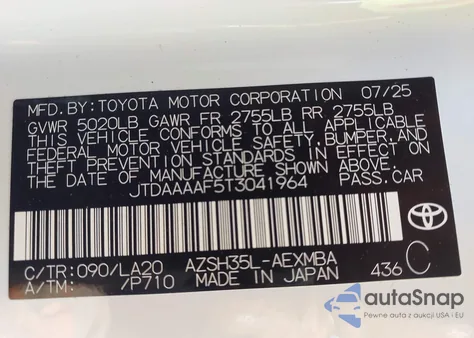 MFD.BY: TOYOTA MOTOR CORPORATION 07/25
GVWR 5020LB GAWR FR 2755LB RR 2755LB
THIS VEHICLE CONFORMS TO ALL APPLICABLE
FEDERAL MOTOR VEHICLE SAFETY, BUMPER, AND
THEFT PREVENTION STANDARDS IN EFFECT ON
THE DATE OF MANUFACTURE SHOWN ABOVE.
JTDAAAAF5T3041964 PASS.CAR
TOYOTA
C/TR: 090/LA20 AZSH35L-AEXMBA 436 C
A/TM: /P710 MADE IN JAPAN
autoSnap
Pewne auta z aukcji USA i EU